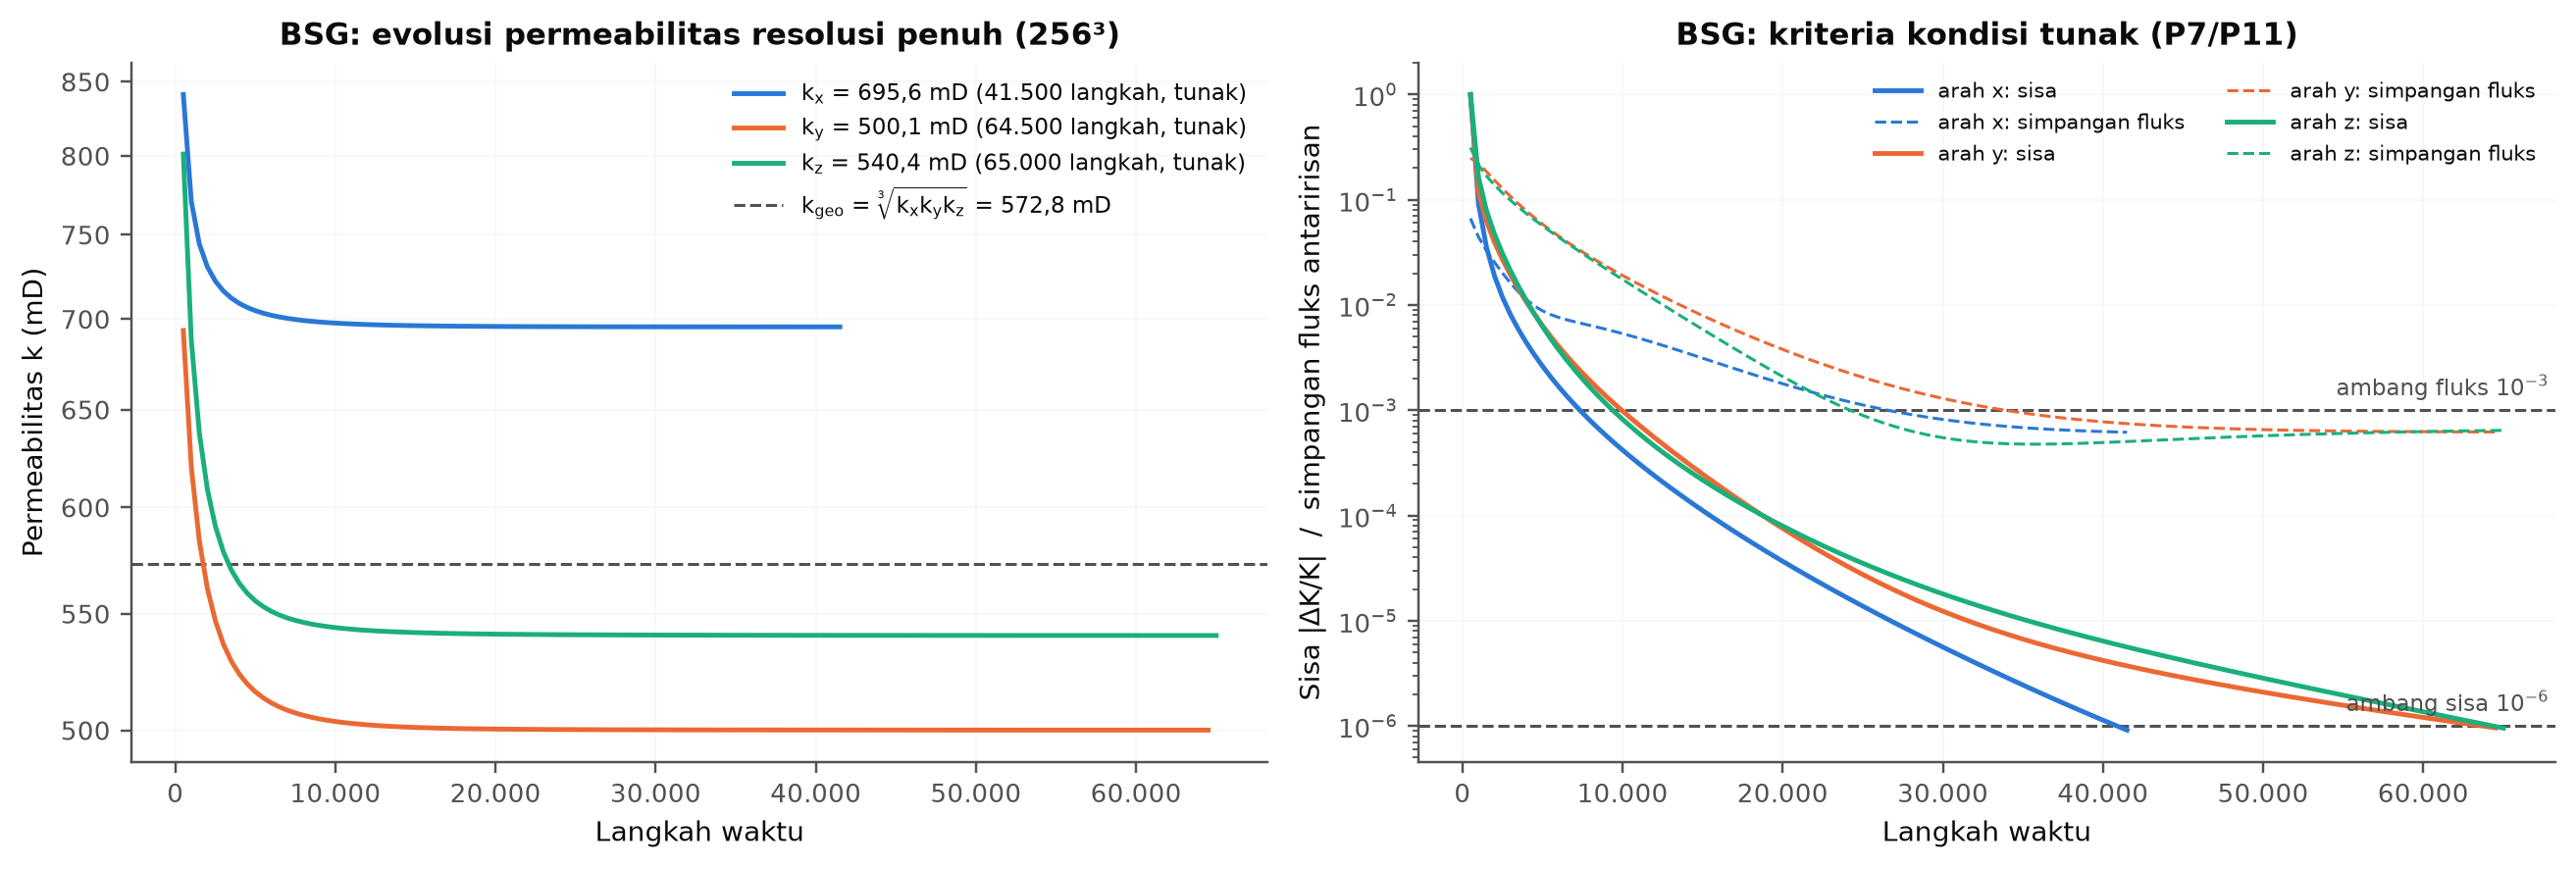 BSG: evolusi permeabilitas resolusi penuh (256³)
Permeabilitas k (mD)
850
800
750
700
650
600
550
500
kx = 695,6 mD (41.500 langkah, tunak)
ky = 500,1 mD (64.500 langkah, tunak)
kz = 540,4 mD (65.000 langkah, tunak)
kgeo = ∛kxkykz = 572,8 mD
0 10.000 20.000 30.000 40.000 50.000 60.000
Langkah waktu
BSG: kriteria kondisi tunak (P7/P11)
Sisa |ΔK/K| / simpangan fluks antaririsan
10⁰
10⁻¹
10⁻²
10⁻³
10⁻⁴
10⁻⁵
10⁻⁶
arah x: sisa
arah x: simpangan fluks
arah y: sisa
arah y: simpangan fluks
arah z: sisa
arah z: simpangan fluks
ambang fluks 10⁻³
ambang sisa 10⁻⁶
0 10.000 20.000 30.000 40.000 50.000 60.000
Langkah waktu